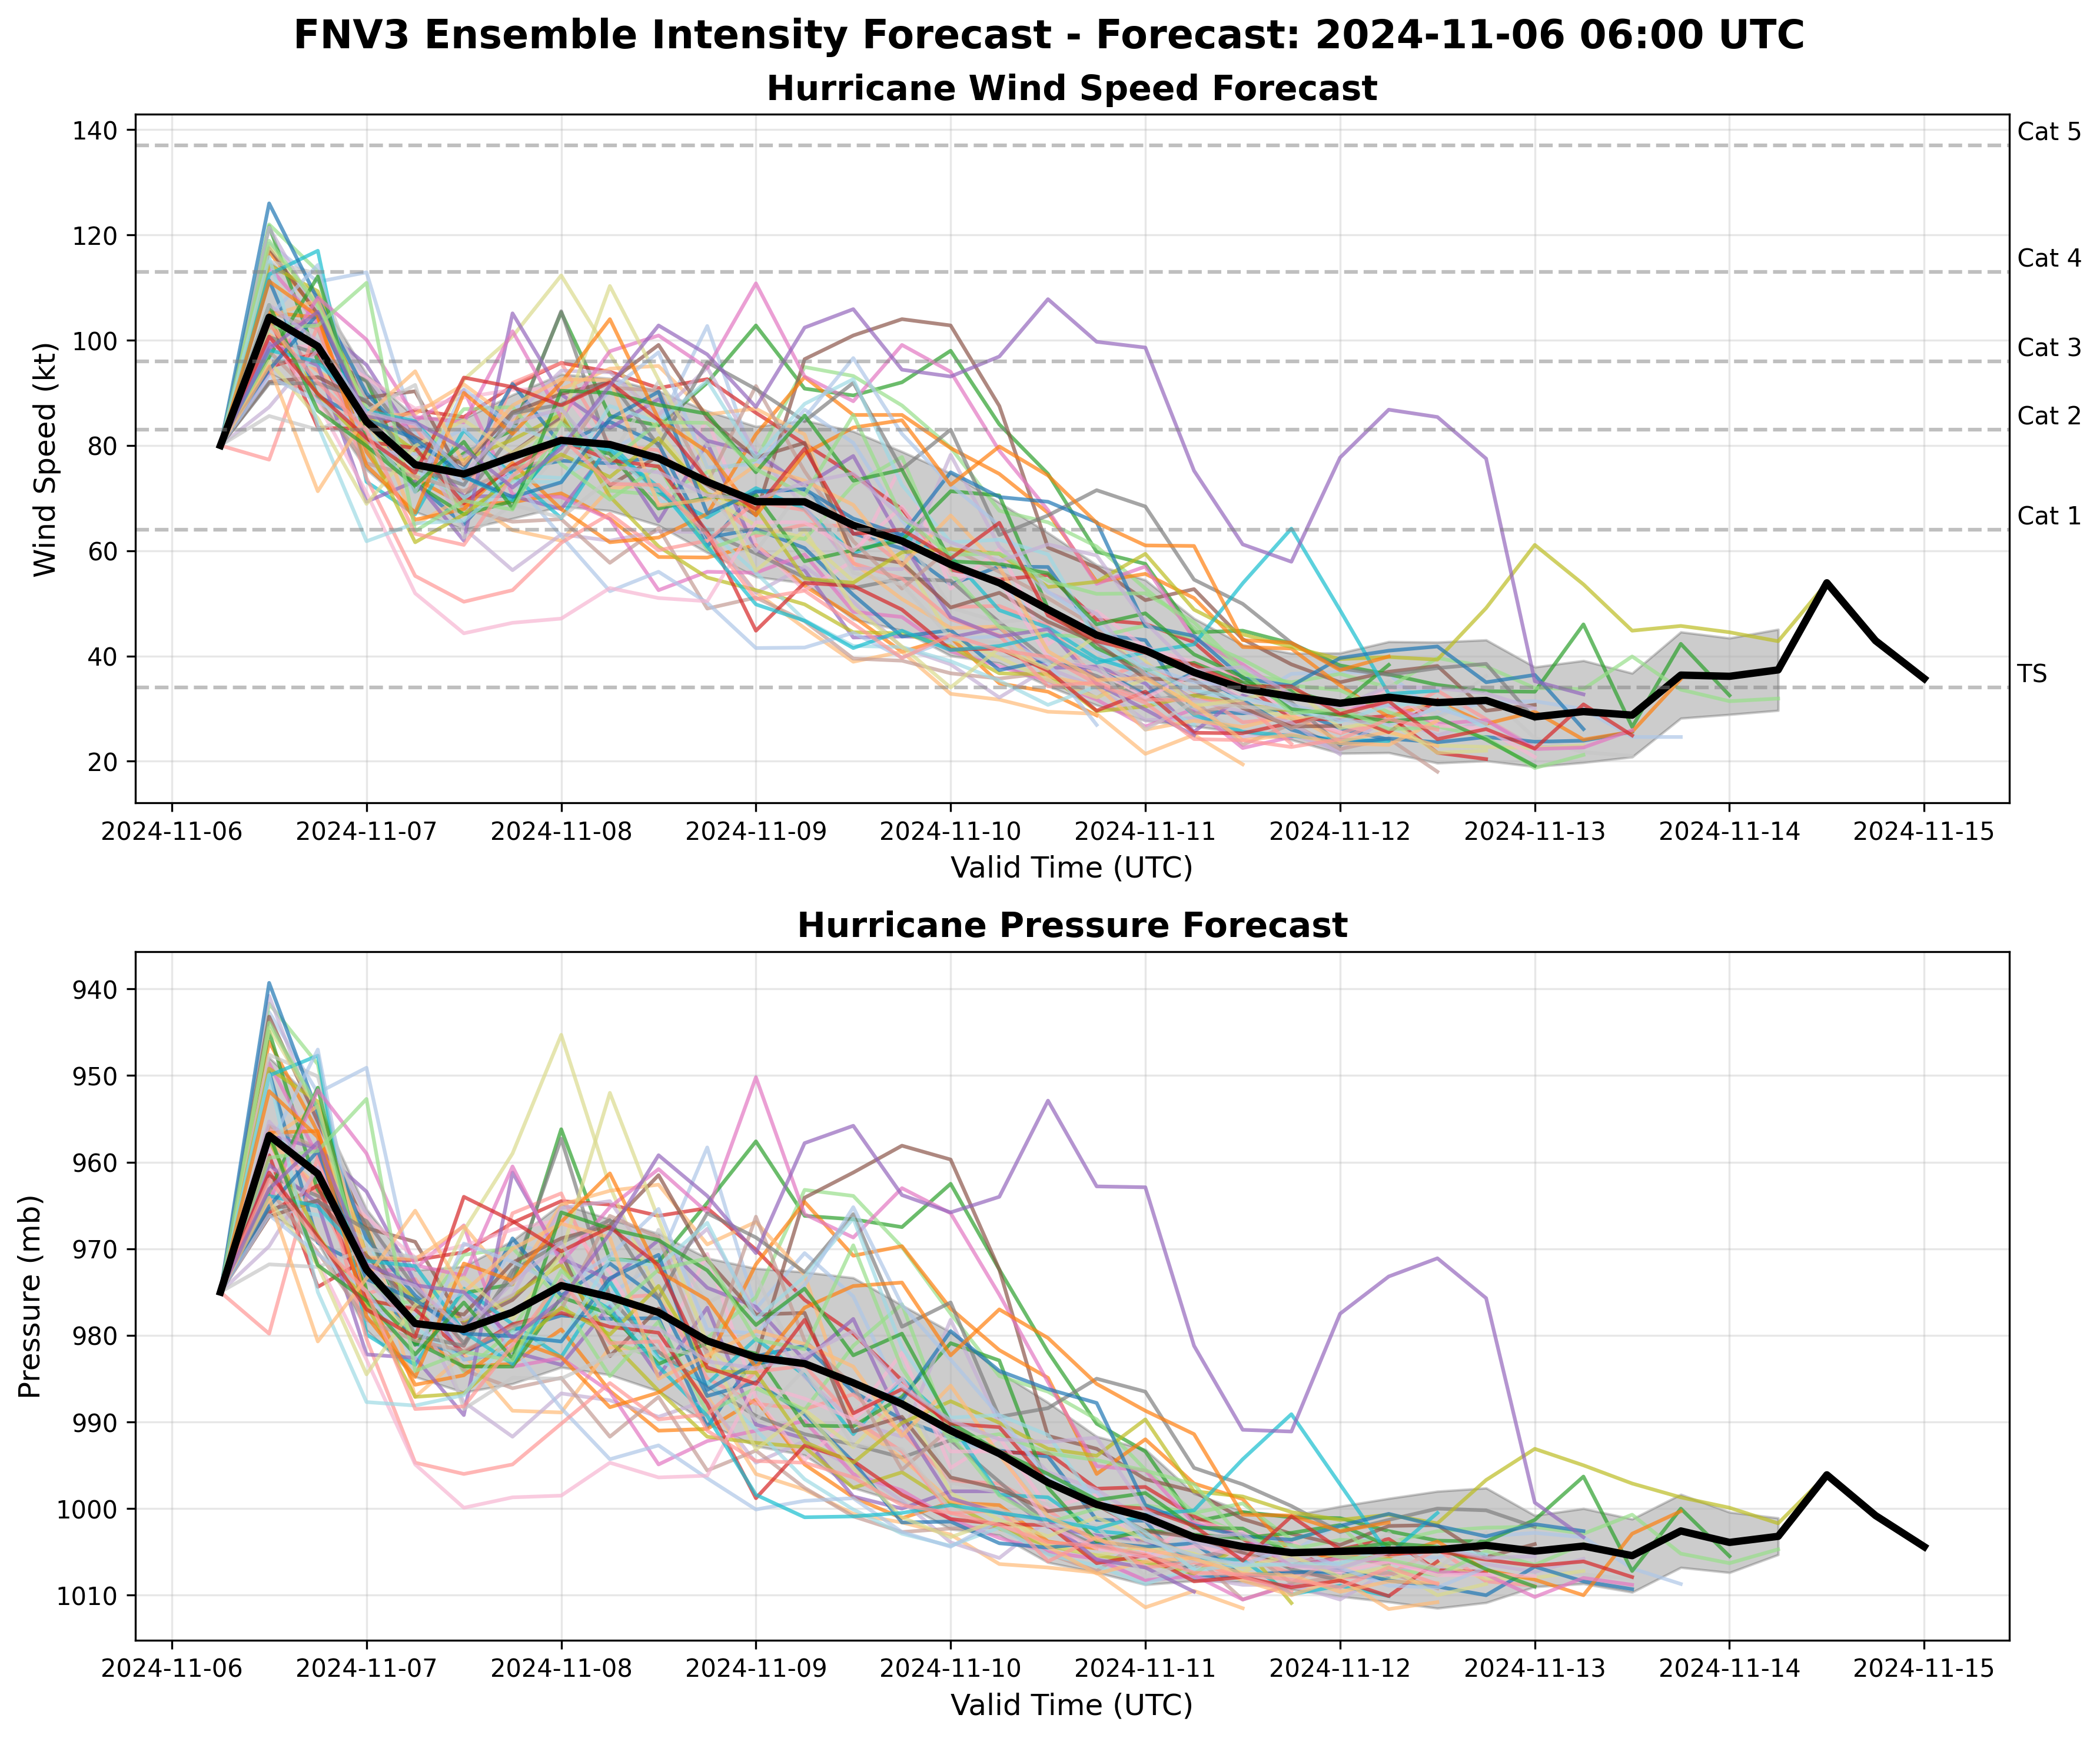 FNV3 Ensemble Intensity Forecast - Forecast: 2024-11-06 06:00 UTC
Hurricane Wind Speed Forecast
Wind Speed (kt)
140
120
100
80
60
40
20
Cat 5
Cat 4
Cat 3
Cat 2
Cat 1
TS
2024-11-06 2024-11-07 2024-11-08 2024-11-09 2024-11-10 2024-11-11 2024-11-12 2024-11-13 2024-11-14 2024-11-15
Valid Time (UTC)
Hurricane Pressure Forecast
Pressure (mb)
940
950
960
970
980
990
1000
1010
2024-11-06 2024-11-07 2024-11-08 2024-11-09 2024-11-10 2024-11-11 2024-11-12 2024-11-13 2024-11-14 2024-11-15
Valid Time (UTC)